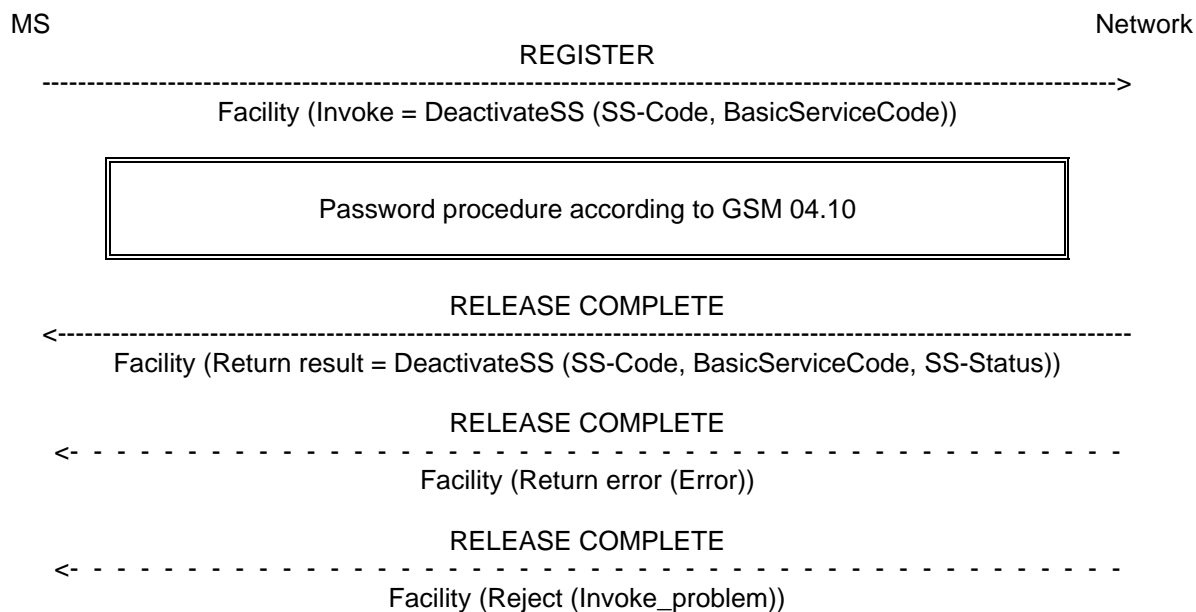 MS Network
REGISTER
Facility (Invoke = DeactivateSS (SS-Code, BasicServiceCode))
Password procedure according to GSM 04.10
RELEASE COMPLETE
Facility (Return result = DeactivateSS (SS-Code, BasicServiceCode, SS-Status))
RELEASE COMPLETE
Facility (Return error (Error))
RELEASE COMPLETE
Facility (Reject (Invoke_problem))